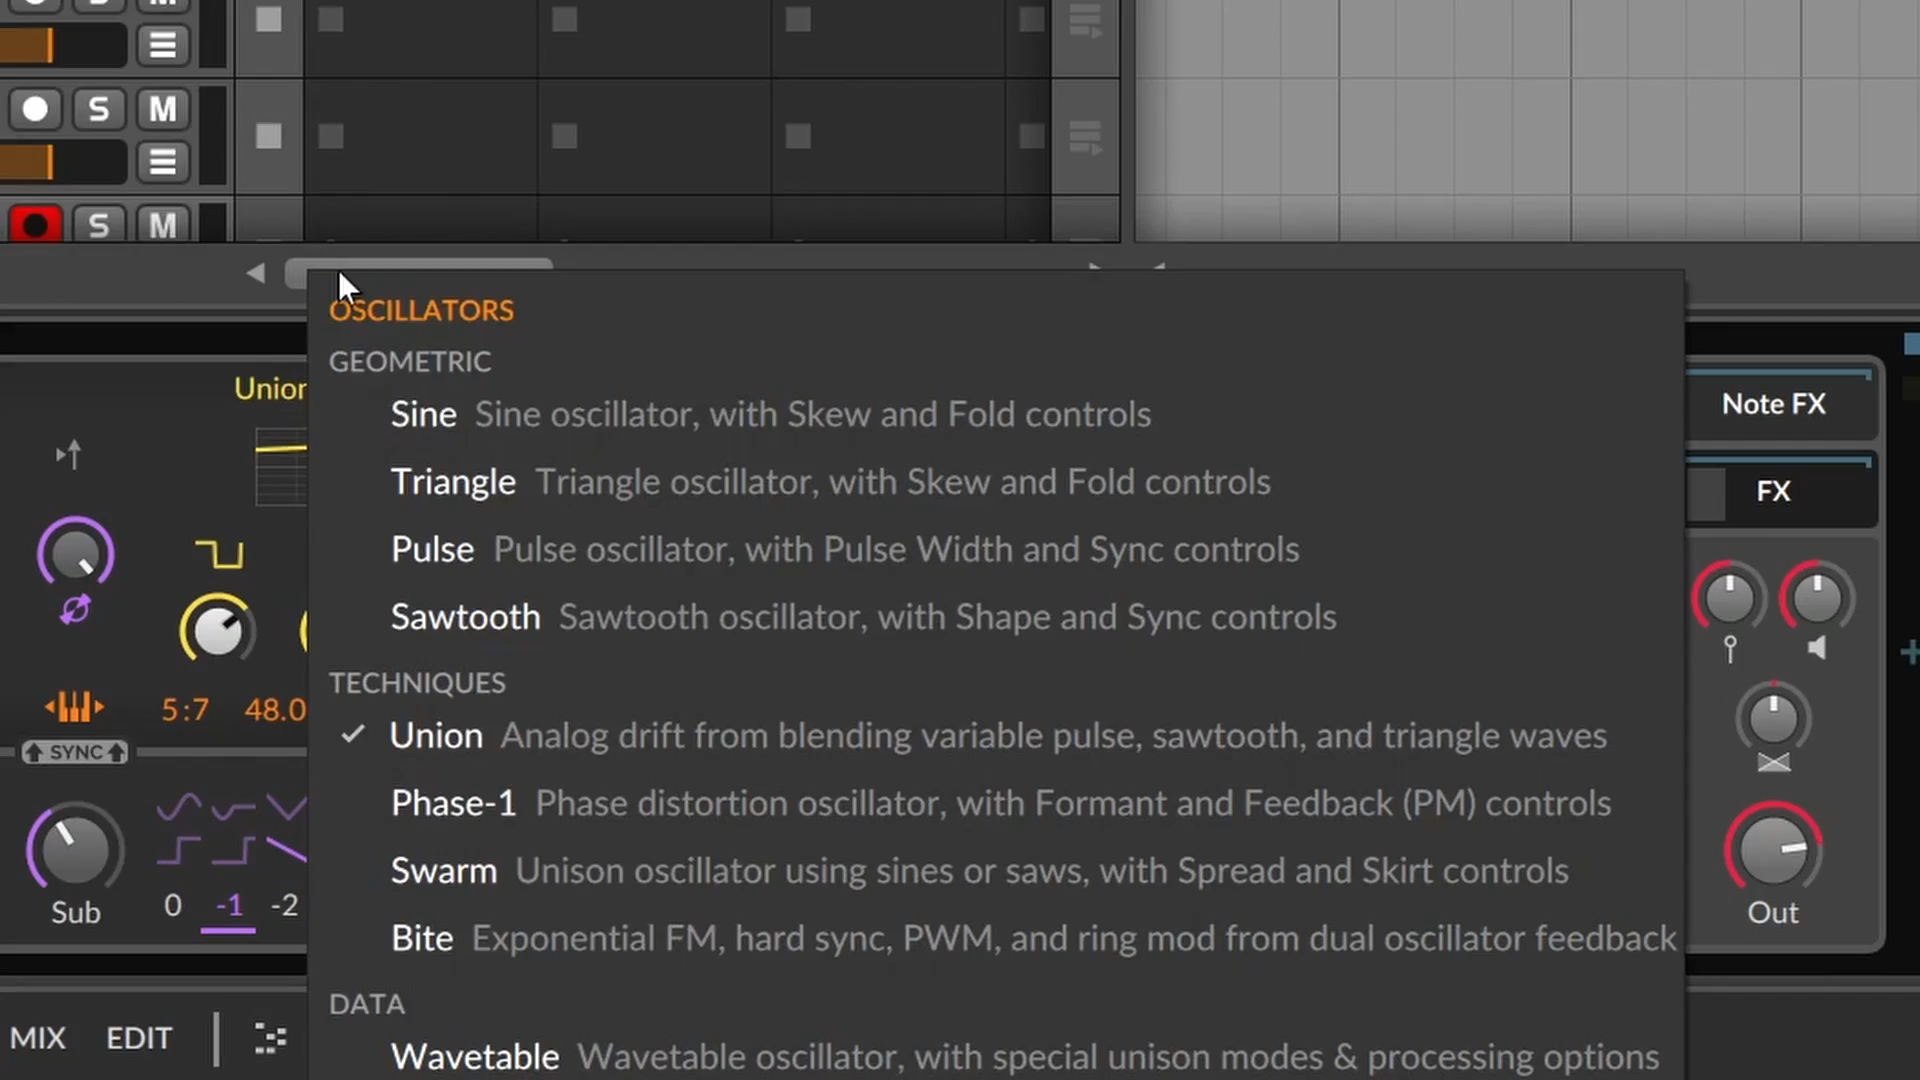 S M
S M
OSCILLATORS
GEOMETRIC
Union
Sine Sine oscillator, with Skew and Fold controls
Note FX
Triangle Triangle oscillator, with Skew and Fold controls
FX
Pulse Pulse oscillator, with Pulse Width and Sync controls
Sawtooth Sawtooth oscillator, with Shape and Sync controls
TECHNIQUES
5:7 48.0
Union Analog drift from blending variable pulse, sawtooth, and triangle waves
SYNC
Phase-1 Phase distortion oscillator, with Formant and Feedback (PM) controls
Swarm Unison oscillator using sines or saws, with Spread and Skirt controls
0 -1 -2
Sub
Out
Bite Exponential FM, hard sync, PWM, and ring mod from dual oscillator feedback
DATA
MIX EDIT
Wavetable Wavetable oscillator, with special unison modes & processing options